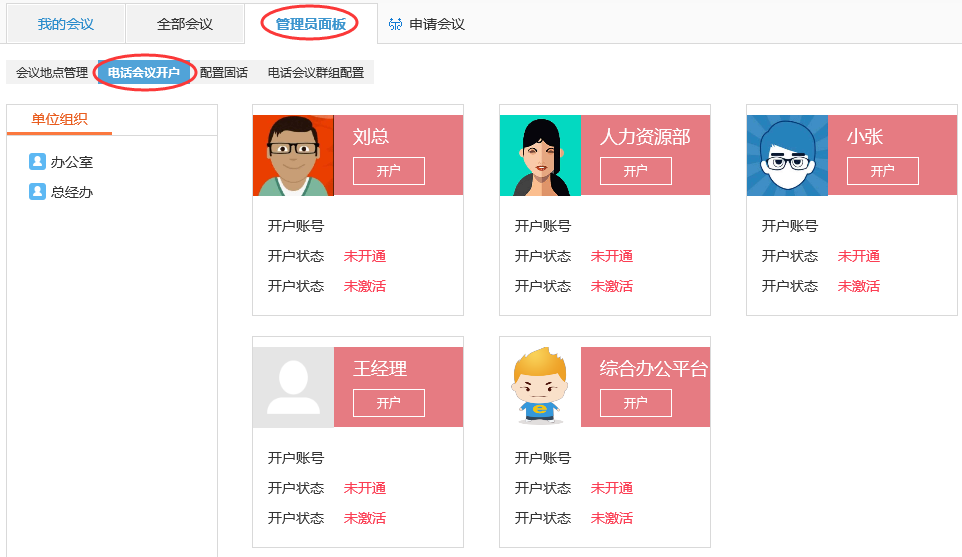 我的会议 全部会议 管理员面板 申请会议
会议地点管理 电话会议开户 配置固话 电话会议群组配置
单位组织
办公室
总经办
刘总
开户
开户账号
开户状态 未开通
开户状态 未激活
人力资源部
开户
开户账号
开户状态 未开通
开户状态 未激活
小张
开户
开户账号
开户状态 未开通
开户状态 未激活
王经理
开户
开户账号
开户状态 未开通
开户状态 未激活
综合办公平台
开户
开户账号
开户状态 未开通
开户状态 未激活